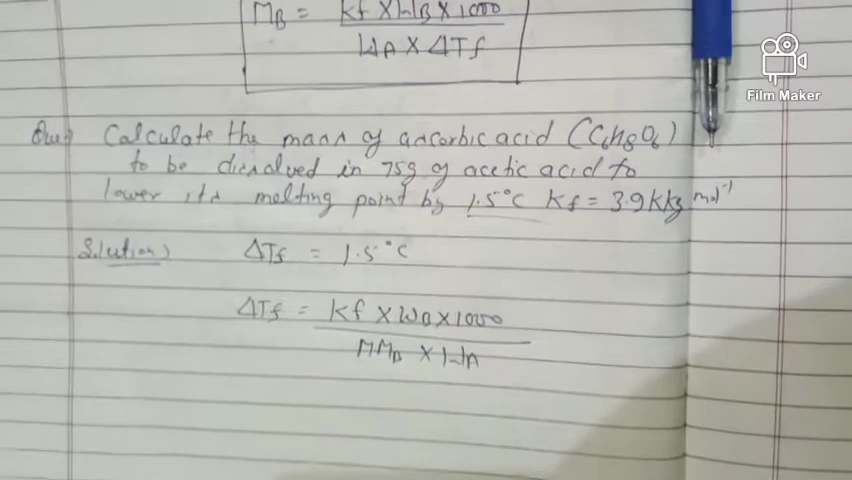 MB = Kf X WB X 1000
WA X ΔTf
Film Maker
Que) Calculate the mass of ascorbic acid (C6H8O6)
to be dissolved in 75g of acetic acid to
lower its melting point by 1.5°C Kf = 3.9 K kg mol⁻¹
Solution) ΔTf = 1.5°C
ΔTf = Kf X WB X 1000
MMB X WA